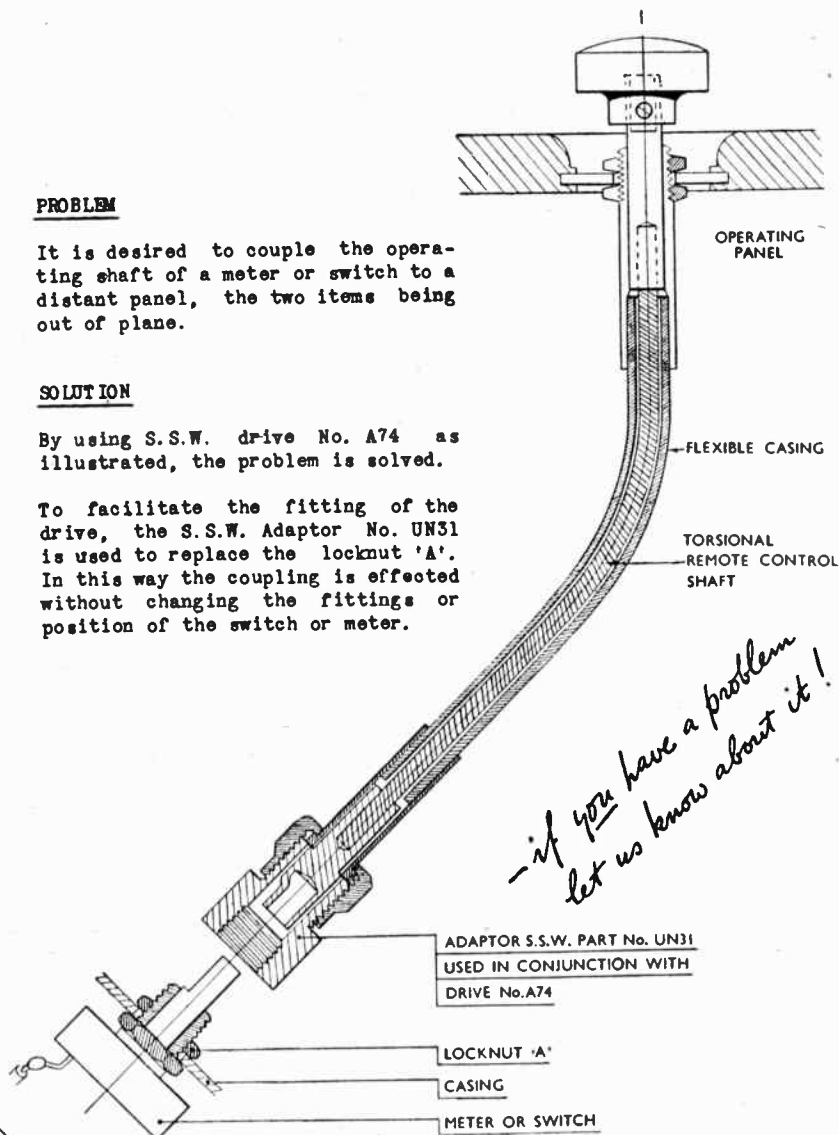 PROBLEM
It is desired to couple the opera-
ting shaft of a meter or switch to a
distant panel, the two items being
out of plane.
SOLUTION
By using S.S.W. drive No. A74 as
illustrated, the problem is solved.
To facilitate the fitting of the
drive, the S.S.W. Adaptor No. UN31
is used to replace the locknut 'A'.
In this way the coupling is effected
without changing the fittings or
position of the switch or meter.
OPERATING
PANEL
FLEXIBLE CASING
TORSIONAL
REMOTE CONTROL
SHAFT
- if you have a problem
let us know about it!
ADAPTOR S.S.W. PART No. UN31
USED IN CONJUNCTION WITH
DRIVE No. A74
LOCKNUT 'A'
CASING
METER OR SWITCH